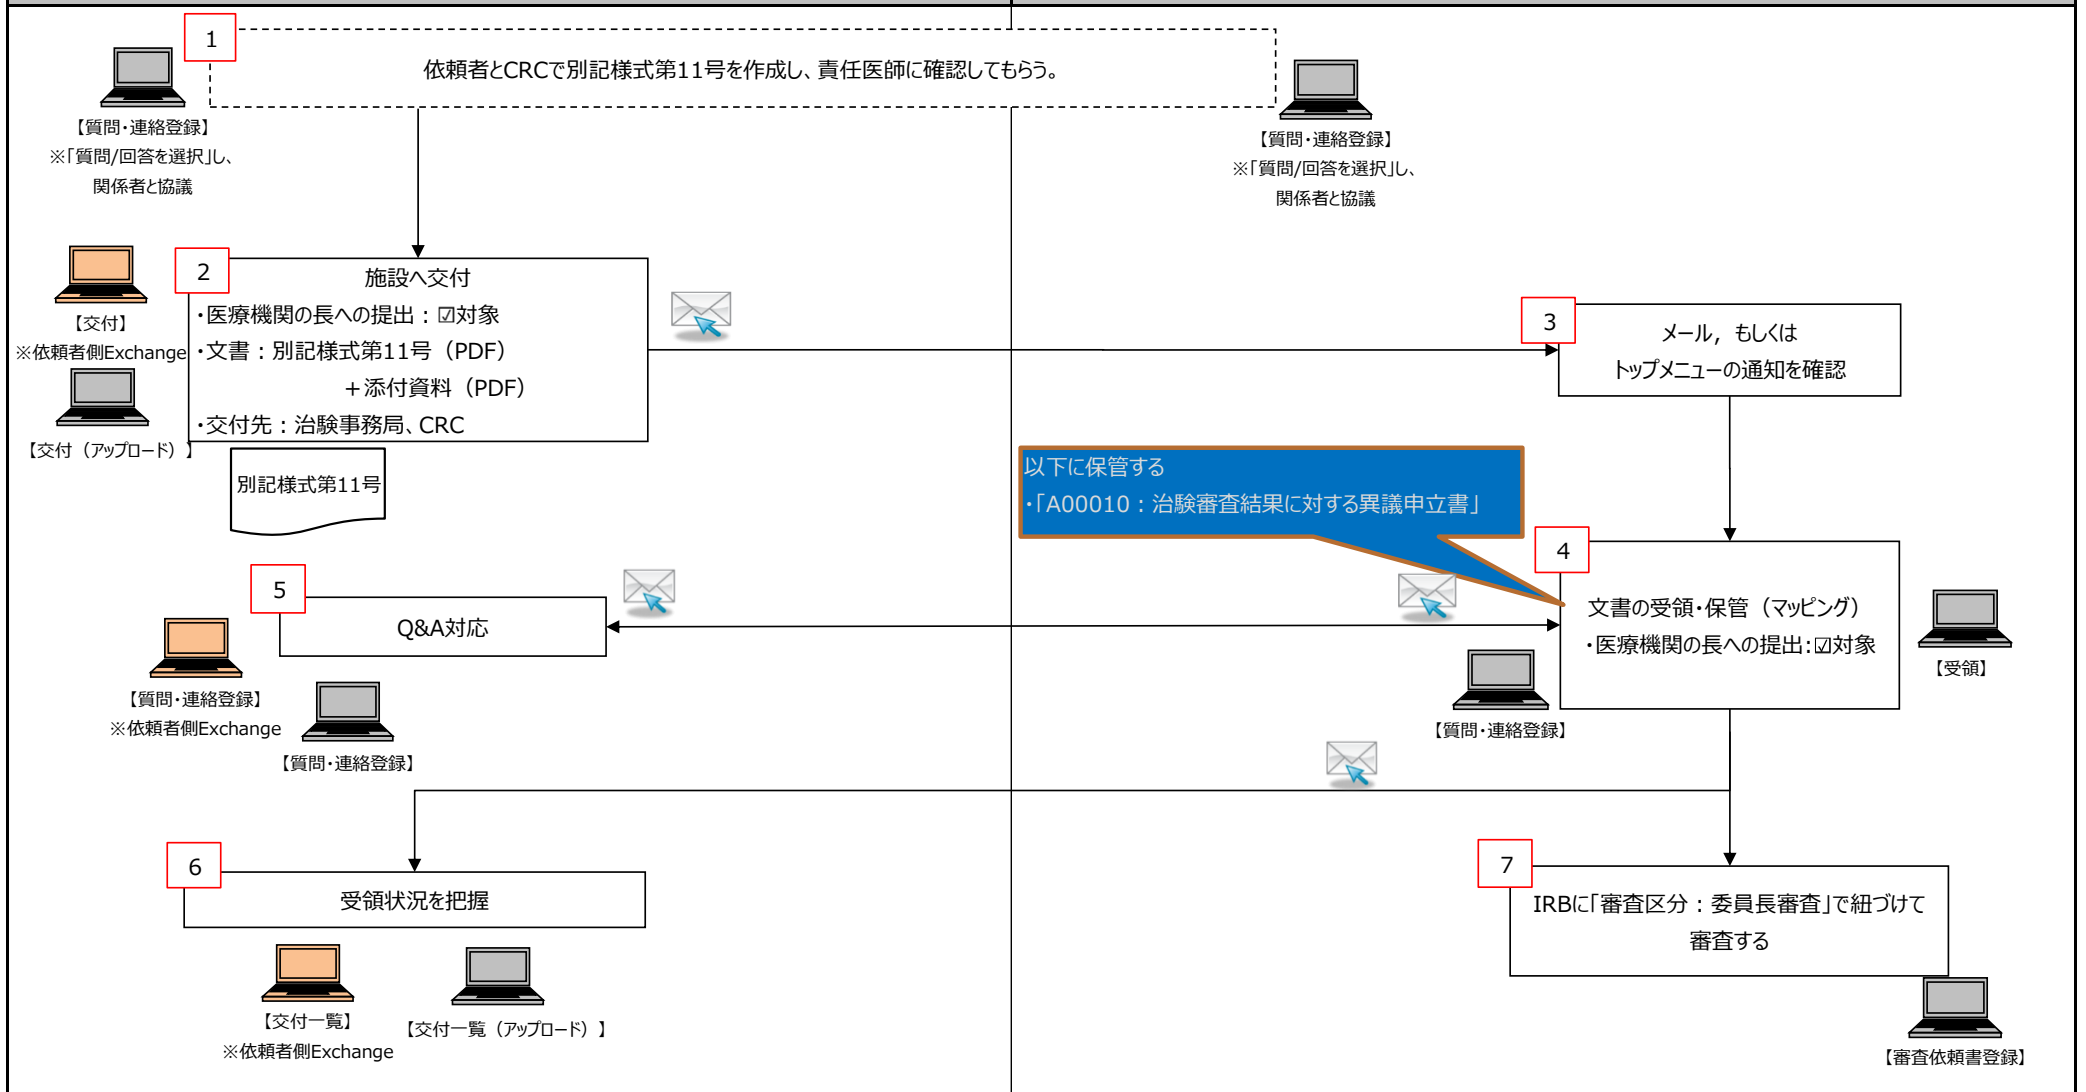 1
依頼者とCRCで別記様式第11号を作成し、責任医師に確認してもらう。
【質問・連絡登録】
※「質問/回答を選択」し、
関係者と協議
【質問・連絡登録】
※「質問/回答を選択」し、
関係者と協議
2
施設へ交付
・医療機関の長への提出：☑対象
・文書：別記様式第11号（PDF）
＋添付資料（PDF）
・交付先：治験事務局、CRC
【交付】
※依頼者側Exchange
【交付（アップロード）】
別記様式第11号
3
メール，もしくは
トップメニューの通知を確認
以下に保管する
・「A00010：治験審査結果に対する異議申立書」
4
文書の受領・保管（マッピング）
・医療機関の長への提出：☑対象
【受領】
【質問・連絡登録】
5
Q&A対応
【質問・連絡登録】
※依頼者側Exchange
【質問・連絡登録】
6
受領状況を把握
【交付一覧】
※依頼者側Exchange
【交付一覧（アップロード）】
7
IRBに「審査区分：委員長審査」で紐づけて
審査する
【審査依頼書登録】